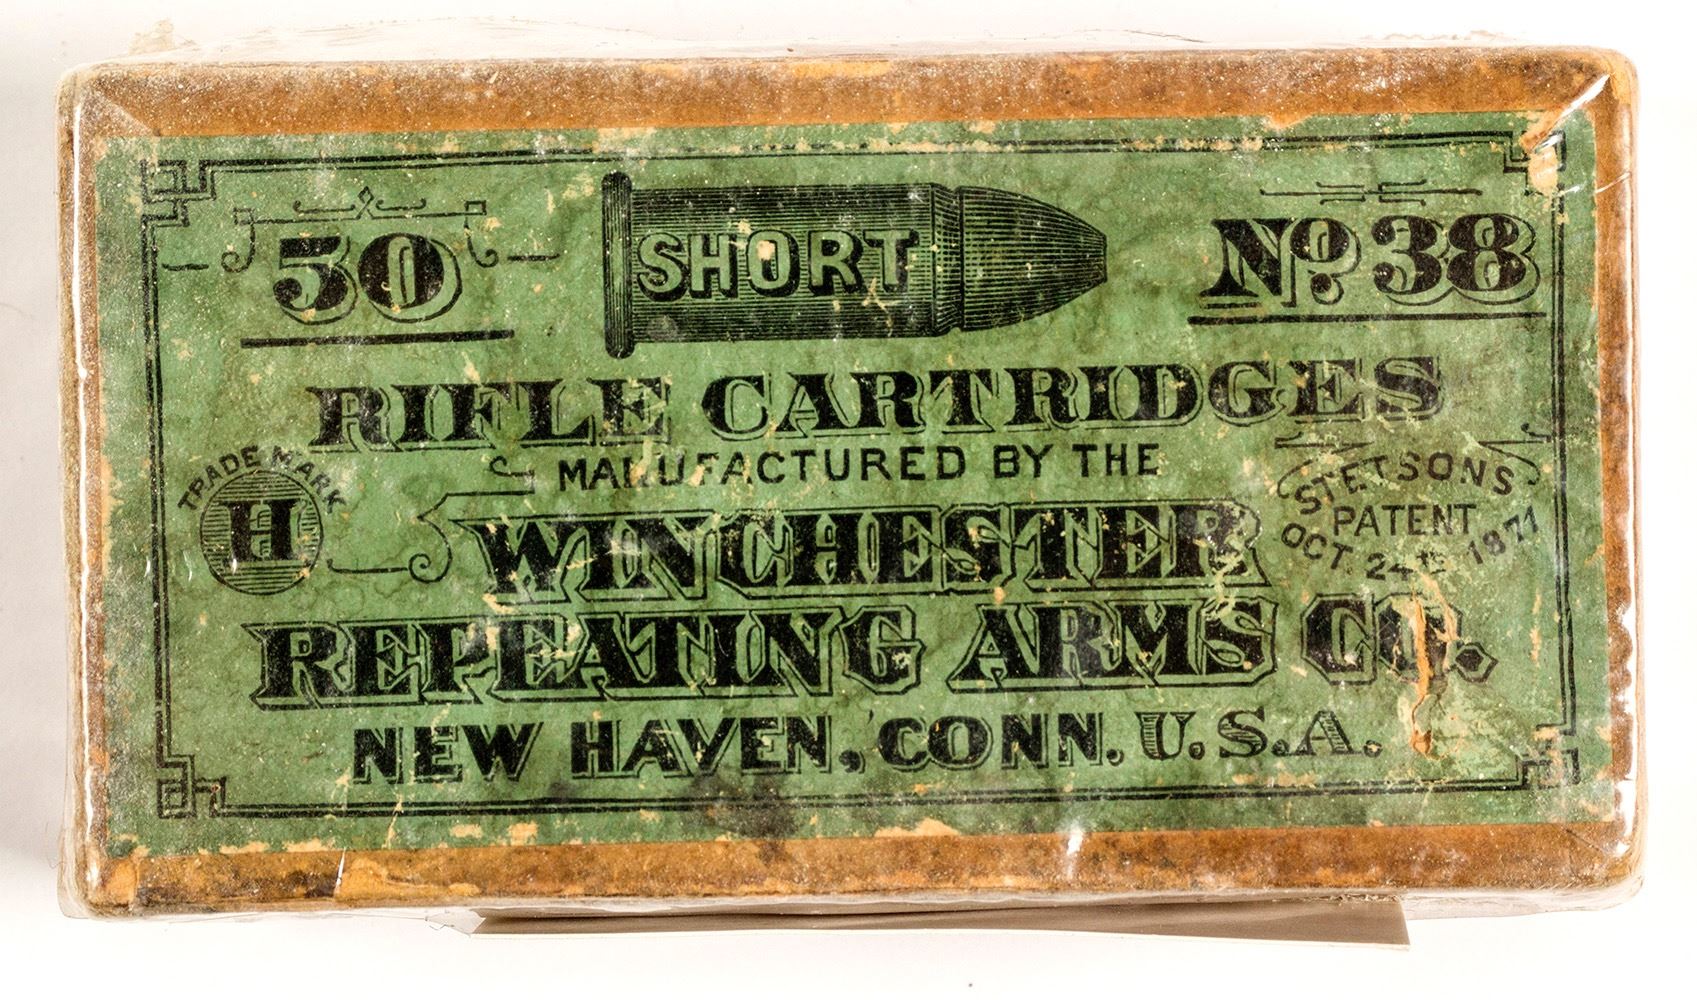 50
SHORT
No. 38
RIFLE CARTRIDGES
MANUFACTURED BY THE
TRADE MARK
H
WINCHESTER
STETSONS
PATENT
OCT. 24th 1871
REPEATING ARMS CO.
NEW HAVEN, CONN. U.S.A.